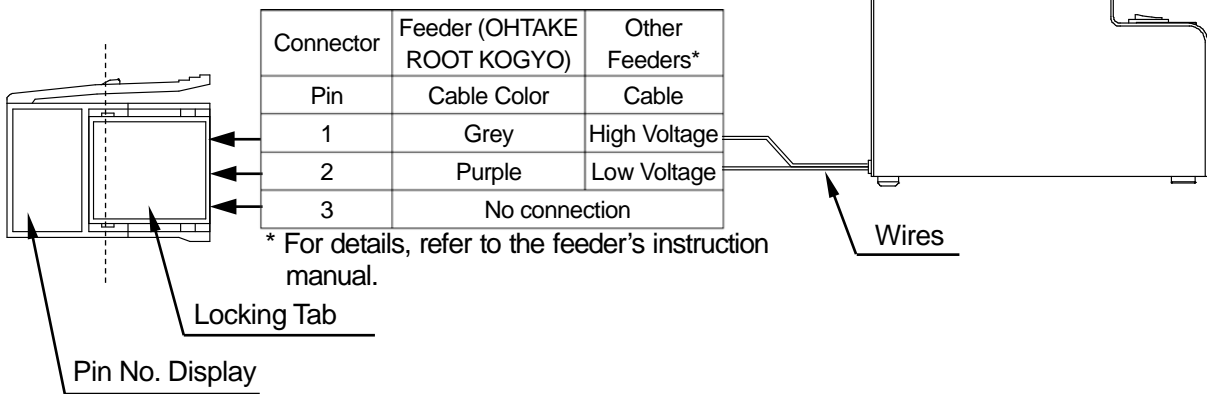 Connector Feeder (OHTAKE ROOT KOGYO) Other Feeders*
Pin Cable Color Cable
1 Grey High Voltage
2 Purple Low Voltage
3 No connection
* For details, refer to the feeder's instruction
manual.
Wires
Locking Tab
Pin No. Display